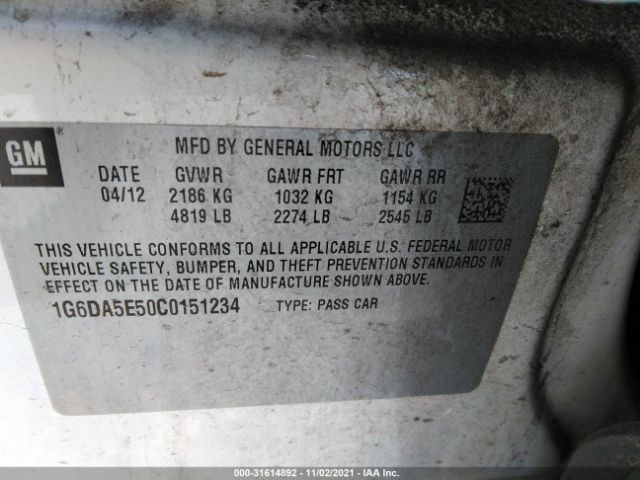 GM ®
MFD BY GENERAL MOTORS LLC
DATE GVWR GAWR FRT GAWR RR
04/12 2186 KG 1032 KG 1154 KG
4819 LB 2274 LB 2545 LB
THIS VEHICLE CONFORMS TO ALL APPLICABLE U.S. FEDERAL MOTOR
VEHICLE SAFETY, BUMPER, AND THEFT PREVENTION STANDARDS IN
EFFECT ON THE DATE OF MANUFACTURE SHOWN ABOVE.
1G6DA5E50C0151234 TYPE: PASS CAR
000-31614892 — 11/02/2021 — IAA Inc.